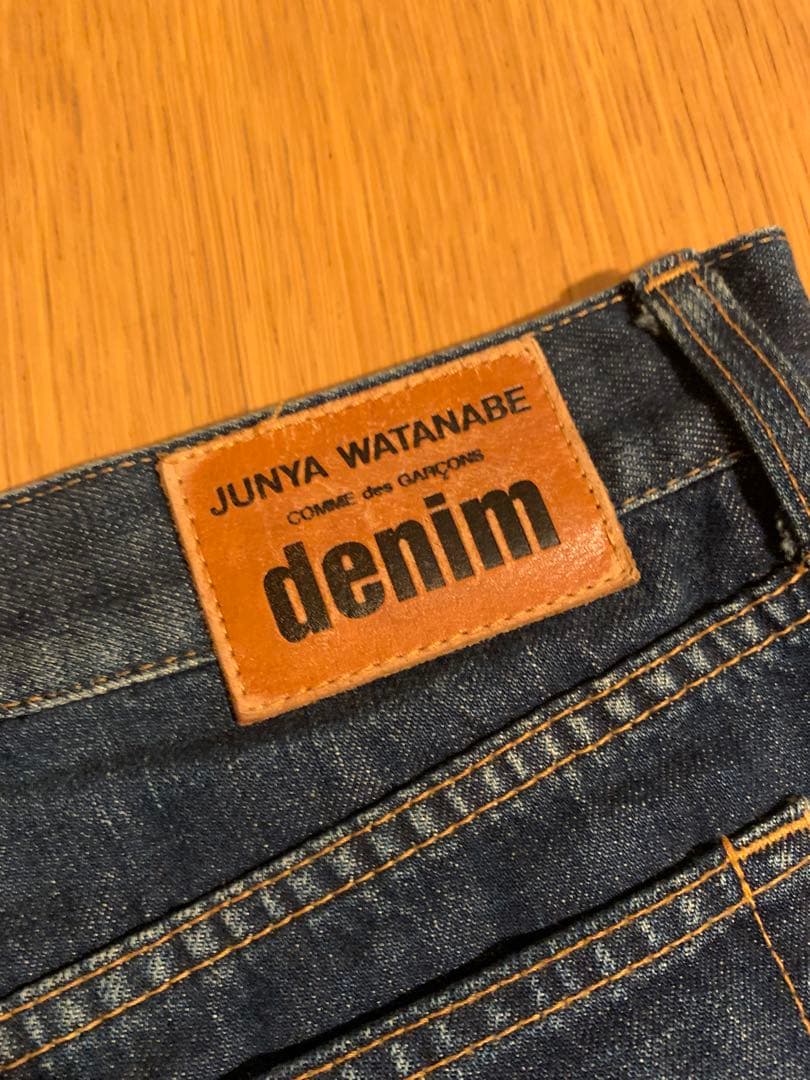 JUNYA WATANABE
COMME des GARÇONS
denim